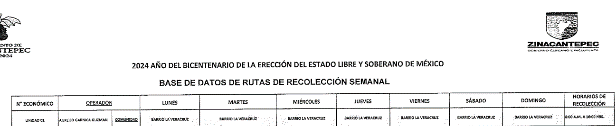 TEPEC
ZINACANTEPEC
2024 AÑO DEL BICENTENARIO DE LA ERECCIÓN DEL ESTADO LIBRE Y SOBERANO DE MÉXICO
BASE DE DATOS DE RUTAS DE RECOLECCIÓN SEMANAL
N° ECONÓMICO OPERADOR LUNES MARTES MIÉRCOLES JUEVES VIERNES SÁBADO DOMINGO HORARIOS DE RECOLECCIÓN
BARRIO LA VERACRUZ BARRIO LA VERACRUZ BARRIO LA VERACRUZ BARRIO LA VERACRUZ BARRIO LA VERACRUZ BARRIO LA VERACRUZ BARRIO LA VERACRUZ